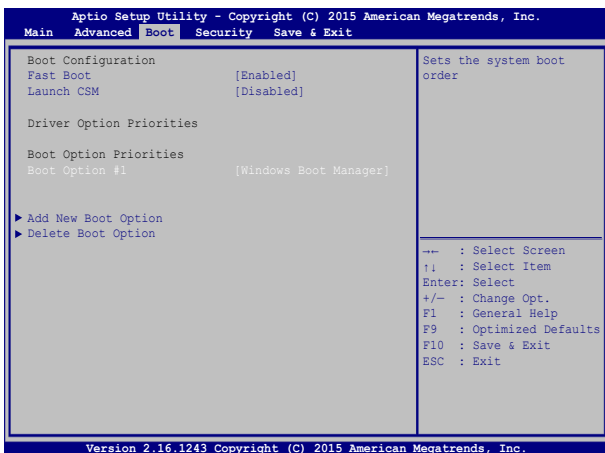 Aptio Setup Utility - Copyright (C) 2015 American Megatrends, Inc.
Main Advanced Boot Security Save & Exit
Boot Configuration
Fast Boot [Enabled]
Launch CSM [Disabled]
Driver Option Priorities
Boot Option Priorities
Boot Option #1 [Windows Boot Manager]
Add New Boot Option
Delete Boot Option
Sets the system boot
order
→← : Select Screen
↑↓ : Select Item
Enter: Select
+/— : Change Opt.
F1 : General Help
F9 : Optimized Defaults
F10 : Save & Exit
ESC : Exit
Version 2.16.1243 Copyright (C) 2015 American Megatrends, Inc.